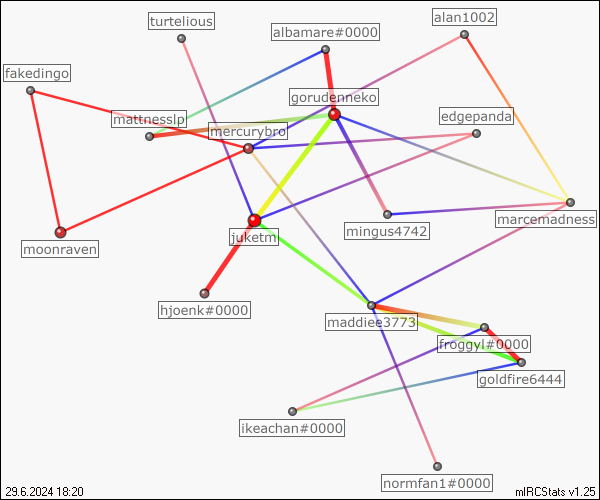 turtelious
alan1002
albamare#0000
fakedingo
gorudenneko
mattnesslp
edgepanda
mercurybro
marcemadness
mingus4742
juketm
moonraven
hjoenk#0000
maddiee3773
froggyl#0000
goldfire6444
ikeachan#0000
normfan1#0000
29.6.2024 18:20
mIRCStats v1.25